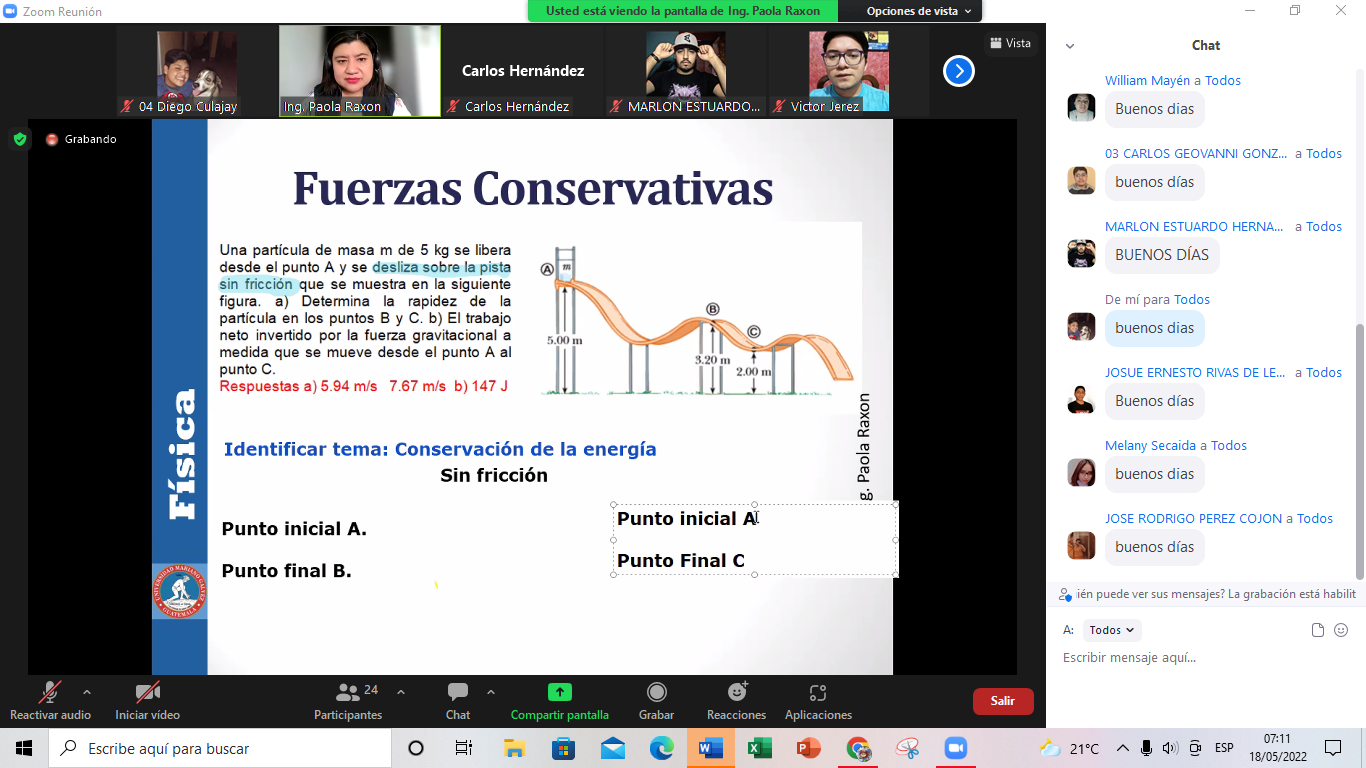 Zoom Reunión
Usted está viendo la pantalla de Ing. Paola Raxon
Opciones de vista
04 Diego Culajay
Ing. Paola Raxon
Carlos Hernández
Carlos Hernández
MARLON ESTUARDO...
Victor Jerez
Vista
Grabando
Fuerzas Conservativas
Una partícula de masa m de 5 kg se libera
desde el punto A y se desliza sobre la pista
sin fricción que se muestra en la siguiente
figura. a) Determina la rapidez de la
partícula en los puntos B y C. b) El trabajo
neto invertido por la fuerza gravitacional a
medida que se mueve desde el punto A al
punto C.
Respuestas a) 5.94 m/s 7.67 m/s b) 147 J
A
m
B
C
5.00 m
3.20 m
2.00 m
Física
g. Paola Raxon
Identificar tema: Conservación de la energía
Sin fricción
Punto inicial A.
Punto final B.
Punto inicial A
Punto Final C
UNIVERSIDAD MARIANO GALVEZ
GUATEMALA
Reactivar audio
Iniciar vídeo
24
Participantes
Chat
Compartir pantalla
Grabar
Reacciones
Aplicaciones
Salir
Chat
William Mayén a Todos
Buenos dias
03 CARLOS GEOVANNI GONZ... a Todos
buenos días
MARLON ESTUARDO HERNA... a Todos
BUENOS DÍAS
De mí para Todos
buenos dias
JOSUE ERNESTO RIVAS DE LE... a Todos
Buenos días
Melany Secaida a Todos
buenos dias
JOSE RODRIGO PEREZ COJON a Todos
buenos días
ién puede ver sus mensajes? La grabación está habilit
A: Todos
Escribir mensaje aquí...
Escribe aquí para buscar
21°C
ESP
07:11
18/05/2022